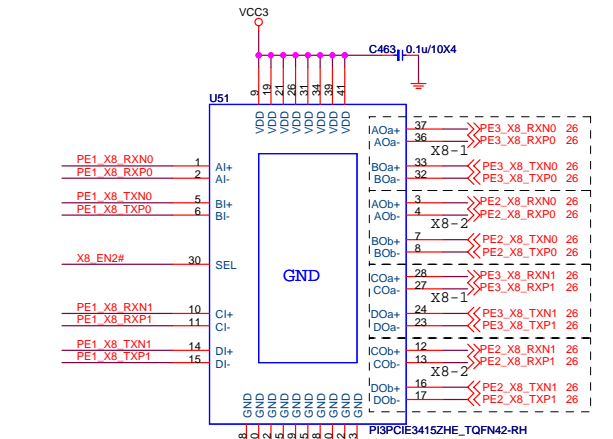 VCC3
C463 0.1u/10X4
U51
9 19 21 26 31 34 39 41
VDD VDD VDD VDD VDD VDD VDD VDD
PE1_X8_RXN0 1 AI+
PE1_X8_RXP0 2 AI-
PE1_X8_TXN0 5 BI+
PE1_X8_TXP0 6 BI-
X8_EN2# 30 SEL
PE1_X8_RXN1 10 CI+
PE1_X8_RXP1 11 CI-
PE1_X8_TXN1 14 DI+
PE1_X8_TXP1 15 DI-
GND
AOa+ 37 PE3_X8_RXN0 26
AOa- 36 PE3_X8_RXP0 26
X8-1
BOa+ 33 PE3_X8_TXN0 26
BOa- 32 PE3_X8_TXP0 26
AOb+ 3 PE2_X8_RXN0 26
AOb- 4 PE2_X8_RXP0 26
X8-2
BOb+ 7 PE2_X8_TXN0 26
BOb- 8 PE2_X8_TXP0 26
COa+ 28 PE3_X8_RXN1 26
COa- 27 PE3_X8_RXP1 26
X8-1
DOa+ 24 PE3_X8_TXN1 26
DOa- 23 PE3_X8_TXP1 26
COb+ 12 PE2_X8_RXN1 26
COb- 13 PE2_X8_RXP1 26
X8-2
DOb+ 16 PE2_X8_TXN1 26
DOb- 17 PE2_X8_TXP1 26
GND GND GND GND GND GND GND GND GND GND
PI3PCIE3415ZHE_TQFN42-RH